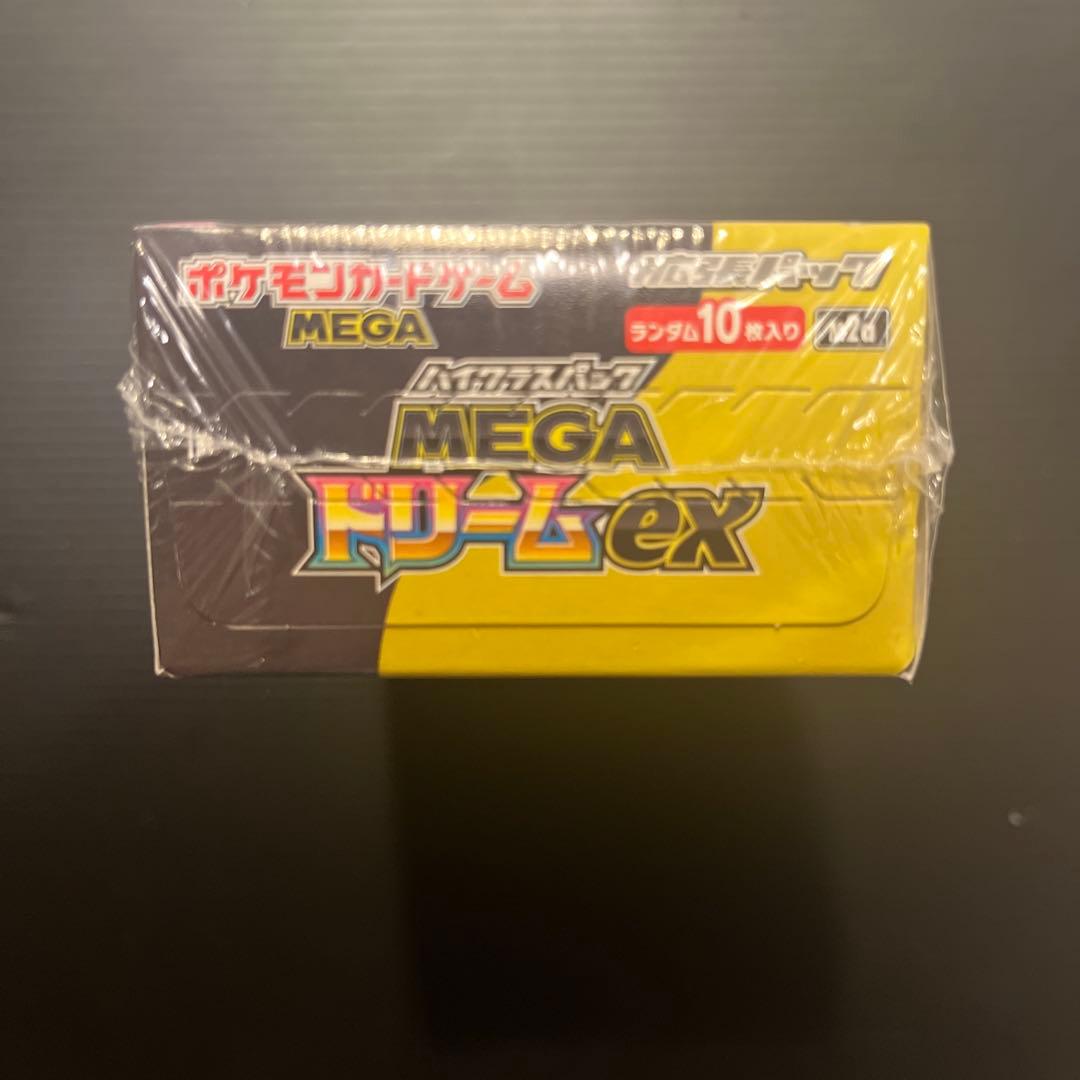 ポケモンカードゲーム
MEGA
拡張パック
ランダム10枚入り
ハイクラスパック
MEGA
ドリームex